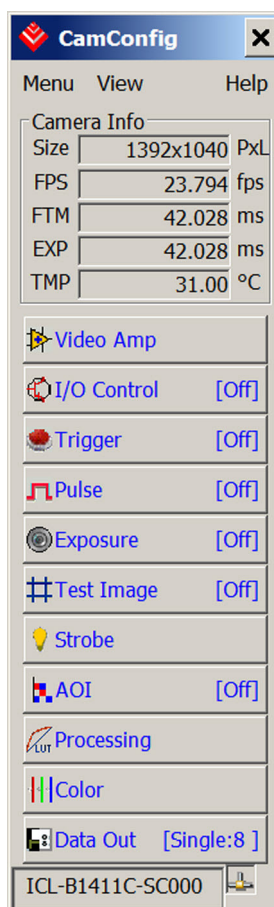 CamConfig
Menu View Help
Camera Info
Size 1392x1040 PxL
FPS 23.794 fps
FTM 42.028 ms
EXP 42.028 ms
TMP 31.00 ºC
Video Amp
I/O Control [Off]
Trigger [Off]
Pulse [Off]
Exposure [Off]
Test Image [Off]
Strobe
AOI [Off]
LUT Processing
Color
Data Out [Single:8 ]
ICL-B1411C-SC000